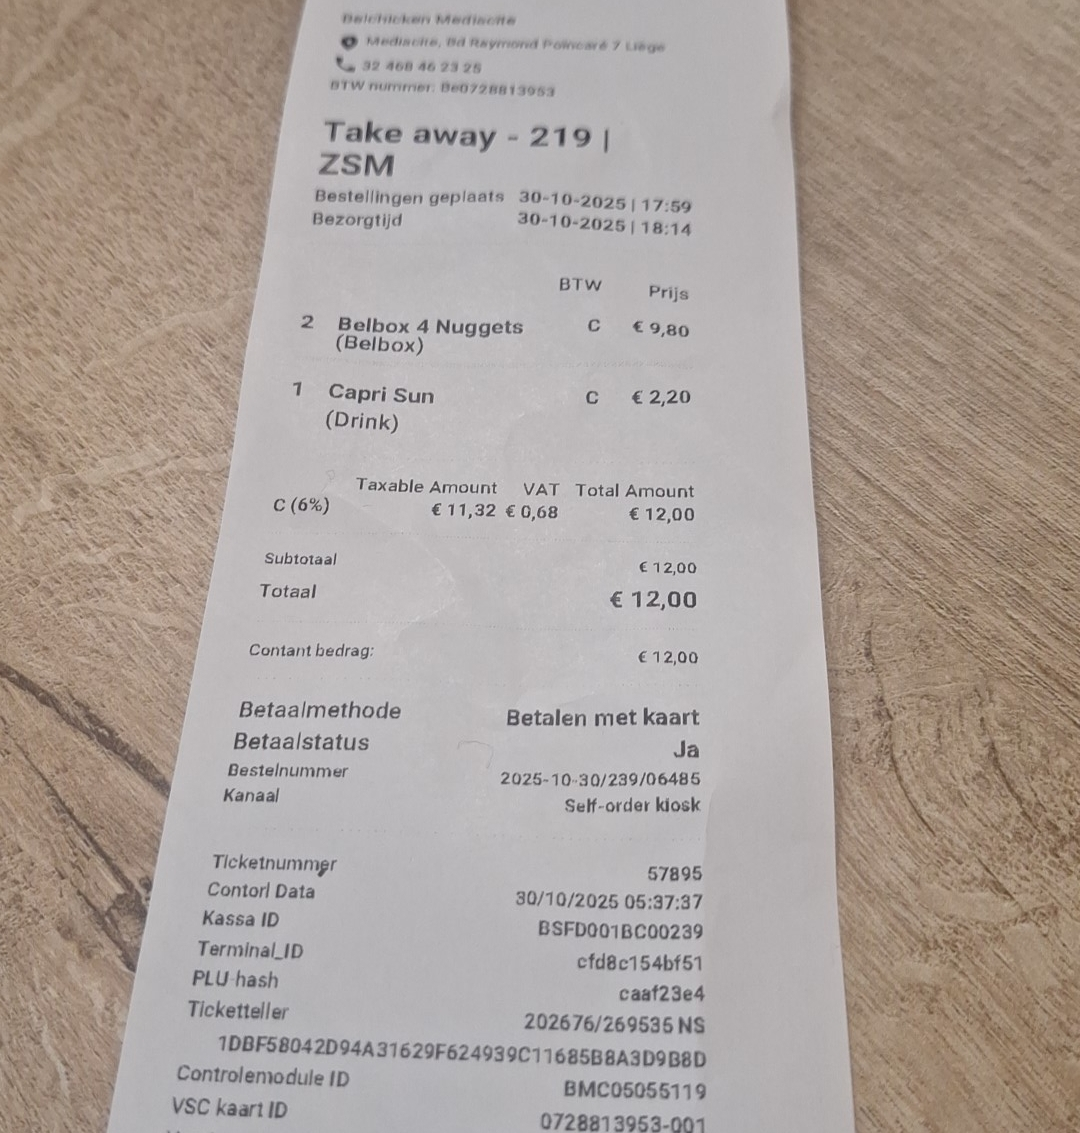 Belchicken Mediacite
Mediacite, Bd Raymond Poincaré 7 Liege
32 468 46 23 25
BTW nummer: Be0728813953
Take away - 219 |
ZSM
Bestellingen geplaats 30-10-2025 | 17:59
Bezorgtijd 30-10-2025 | 18:14
BTW Prijs
2 Belbox 4 Nuggets C € 9,80
(Belbox)
1 Capri Sun C € 2,20
(Drink)
Taxable Amount VAT Total Amount
C (6%) € 11,32 € 0,68 € 12,00
Subtotaal € 12,00
Totaal € 12,00
Contant bedrag: € 12,00
Betaalmethode Betalen met kaart
Betaalstatus Ja
Bestelnummer 2025-10-30/239/06485
Kanaal Self-order kiosk
Ticketnummer 57895
Contorl Data 30/10/2025 05:37:37
Kassa ID BSFD001BC00239
Terminal_ID cfd8c154bf51
PLU-hash caaf23e4
Ticketteller 202676/269535 NS
1DBF58042D94A31629F624939C11685B8A3D9B8D
Controlemodule ID BMC05055119
VSC kaart ID 0728813953-001